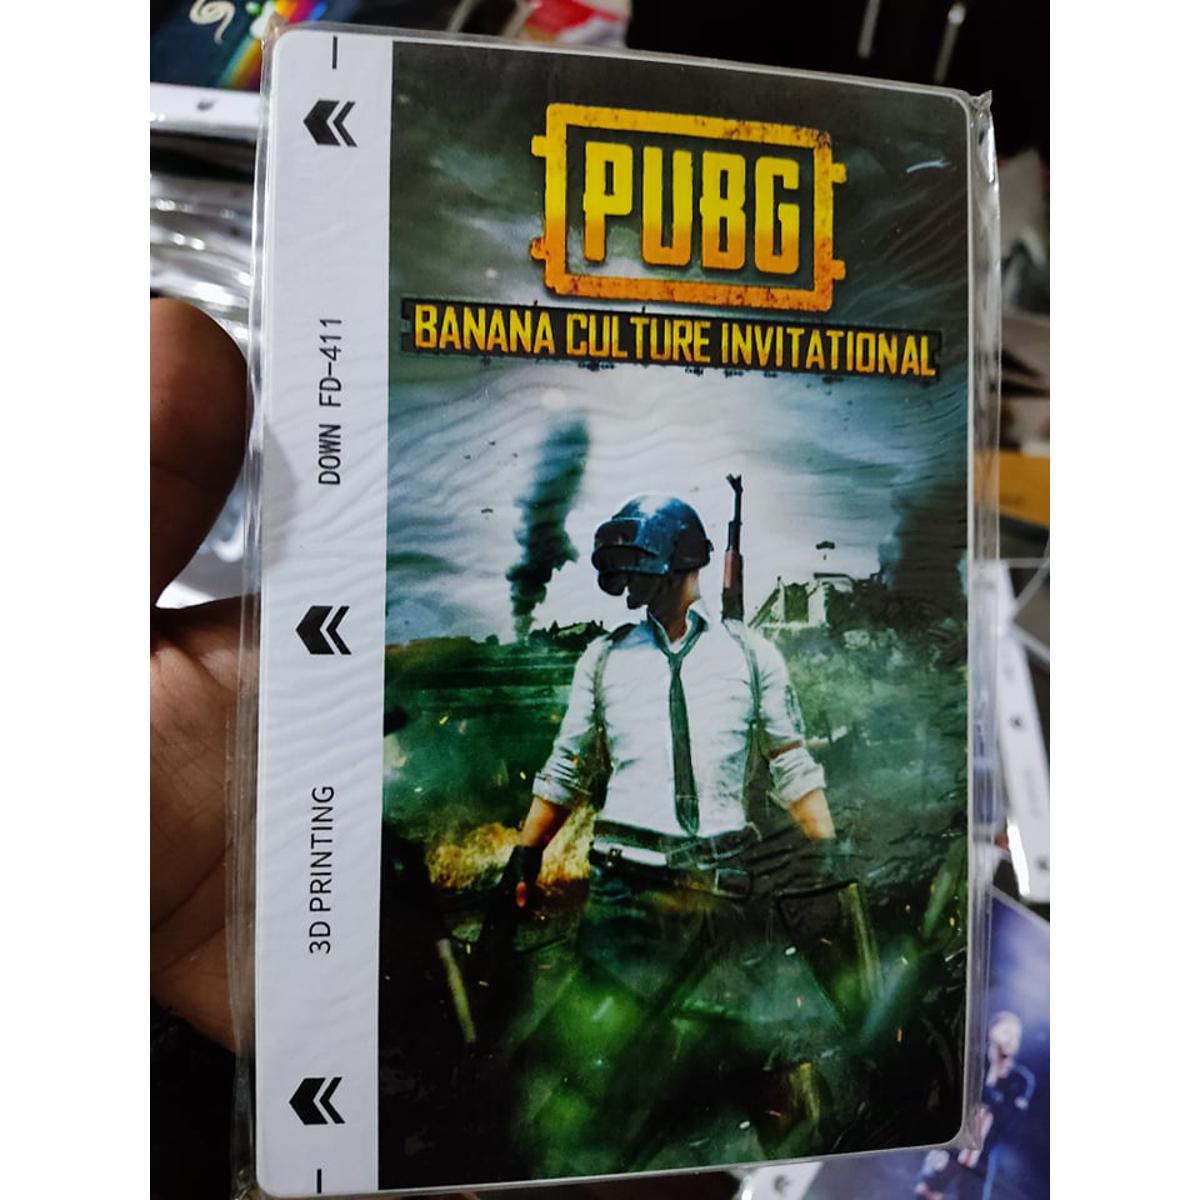 PUBG
BANANA CULTURE INVITATIONAL
DOWN FD-411
3D PRINTING